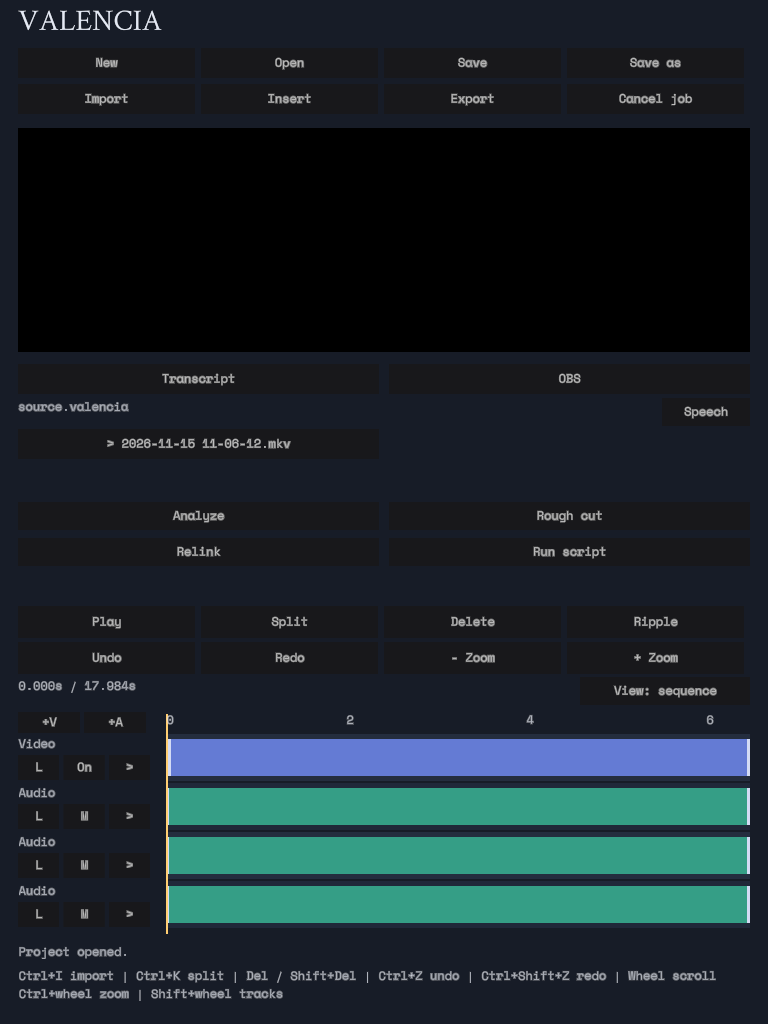 VALENCIA
New Open Save Save as
Import Insert Export Cancel job
Transcript OBS
source.valencia
Speech
> 2026-11-15 11-06-12.mkv
Analyze Rough cut
Relink Run script
Play Split Delete Ripple
Undo Redo - Zoom + Zoom
0.000s / 17.984s
View: sequence
+V +A 0 2 4 6
Video
L On >
Audio
L M >
Audio
L M >
Audio
L M >
Project opened.
Ctrl+I import | Ctrl+K split | Del / Shift+Del | Ctrl+Z undo | Ctrl+Shift+Z redo | Wheel scroll
Ctrl+wheel zoom | Shift+wheel tracks